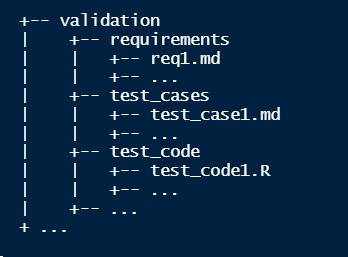 +-- validation
|    +-- requirements
|    |   +-- req1.md
|    |   +-- ...
|    +-- test_cases
|    |   +-- test_case1.md
|    |   +-- ...
|    +-- test_code
|    |   +-- test_code1.R
|    |   +-- ...
|    +-- ...
+ ...